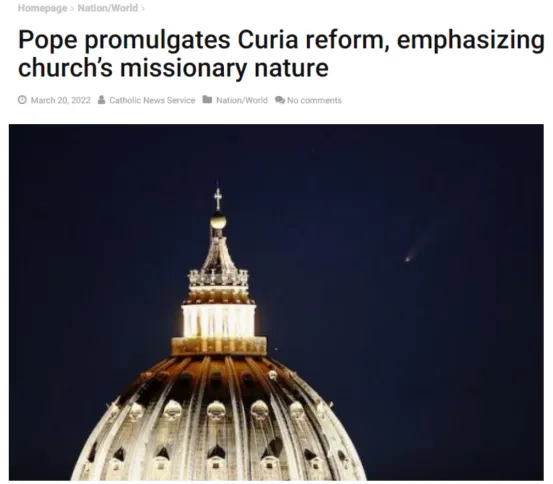 Homepage > Nation/World >
Pope promulgates Curia reform, emphasizing
church's missionary nature
March 20, 2022 Catholic News Service Nation/World No comments